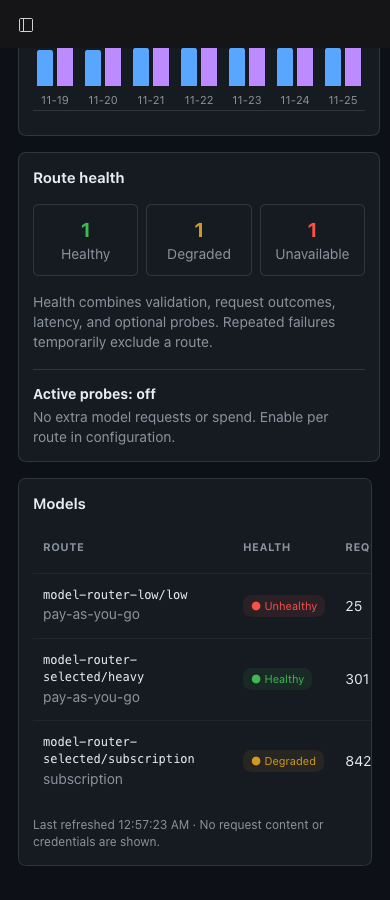 11-19 11-20 11-21 11-22 11-23 11-24 11-25
Route health
1 1 1
Healthy Degraded Unavailable
Health combines validation, request outcomes,
latency, and optional probes. Repeated failures
temporarily exclude a route.
Active probes: off
No extra model requests or spend. Enable per
route in configuration.
Models
ROUTE HEALTH REQ
model-router-low/low
pay-as-you-go
Unhealthy 25
model-router-
selected/heavy
pay-as-you-go
Healthy 301
model-router-
selected/subscription
subscription
Degraded 842
Last refreshed 12:57:23 AM · No request content or
credentials are shown.